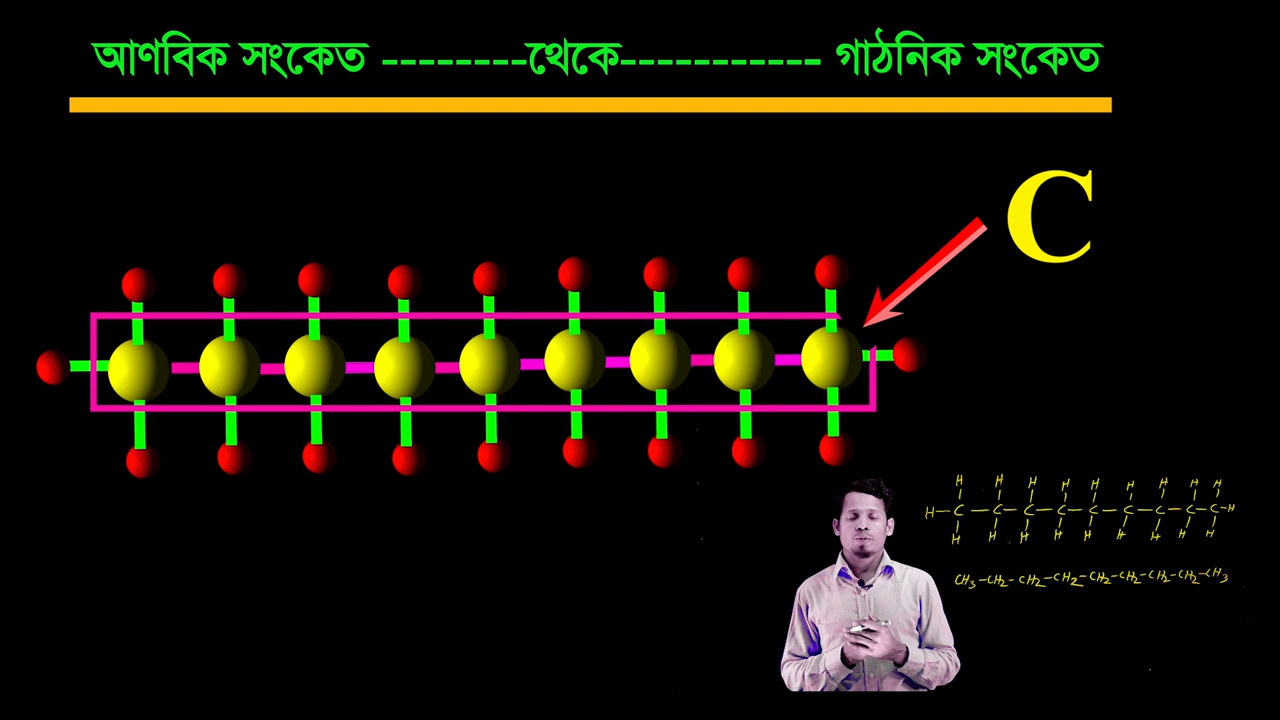 আণবিক সংকেত --------থেকে----------- গাঠনিক সংকেত
C
H H H H H H H H H
H-C-C-C-C-C-C-C-C-C-H
H H H H H H H H H
CH3-CH2-CH2-CH2-CH2-CH2-CH2-CH2-CH3